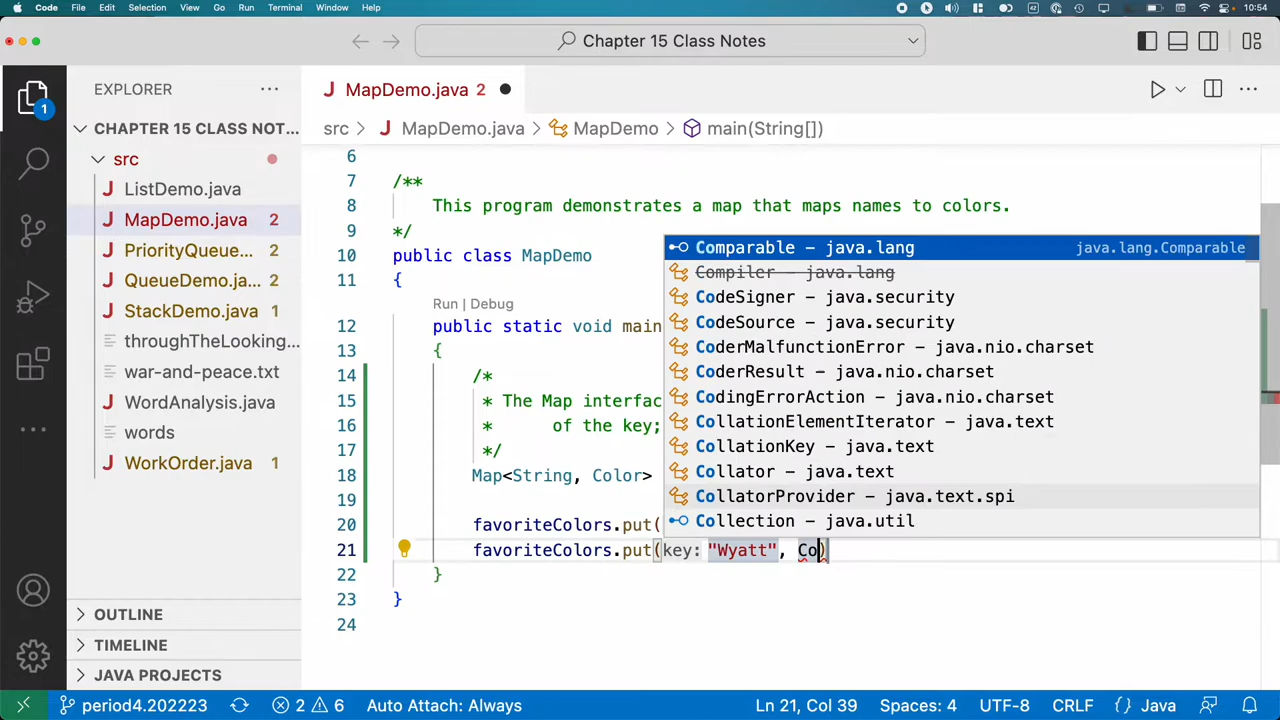 Code File Edit Selection View Go Run Terminal Window Help 10:54
Chapter 15 Class Notes
EXPLORER
MapDemo.java 2
CHAPTER 15 CLASS NOT...
src
ListDemo.java
MapDemo.java 2
PriorityQueue... 2
QueueDemo.ja... 2
StackDemo.java 1
throughTheLooking...
war-and-peace.txt
WordAnalysis.java
words
WorkOrder.java 1
OUTLINE
TIMELINE
JAVA PROJECTS
1
src > MapDemo.java > MapDemo > main(String[])
6
7 /**
8 This program demonstrates a map that maps names to colors.
9 */
10 public class MapDemo
11 {
Run | Debug
12 public static void main
13 {
14 /*
15 * The Map interfac
16 * of the key;
17 */
18 Map<String, Color>
19
20 favoriteColors.put(
21 favoriteColors.put(key: "Wyatt", Co)
22 }
23 }
24
Comparable – java.lang java.lang.Comparable
Compiler – java.lang
CodeSigner – java.security
CodeSource – java.security
CoderMalfunctionError – java.nio.charset
CoderResult – java.nio.charset
CodingErrorAction – java.nio.charset
CollationElementIterator – java.text
CollationKey – java.text
Collator – java.text
CollatorProvider – java.text.spi
Collection – java.util
period4.202223 2 6 Auto Attach: Always Ln 21, Col 39 Spaces: 4 UTF-8 CRLF {} Java